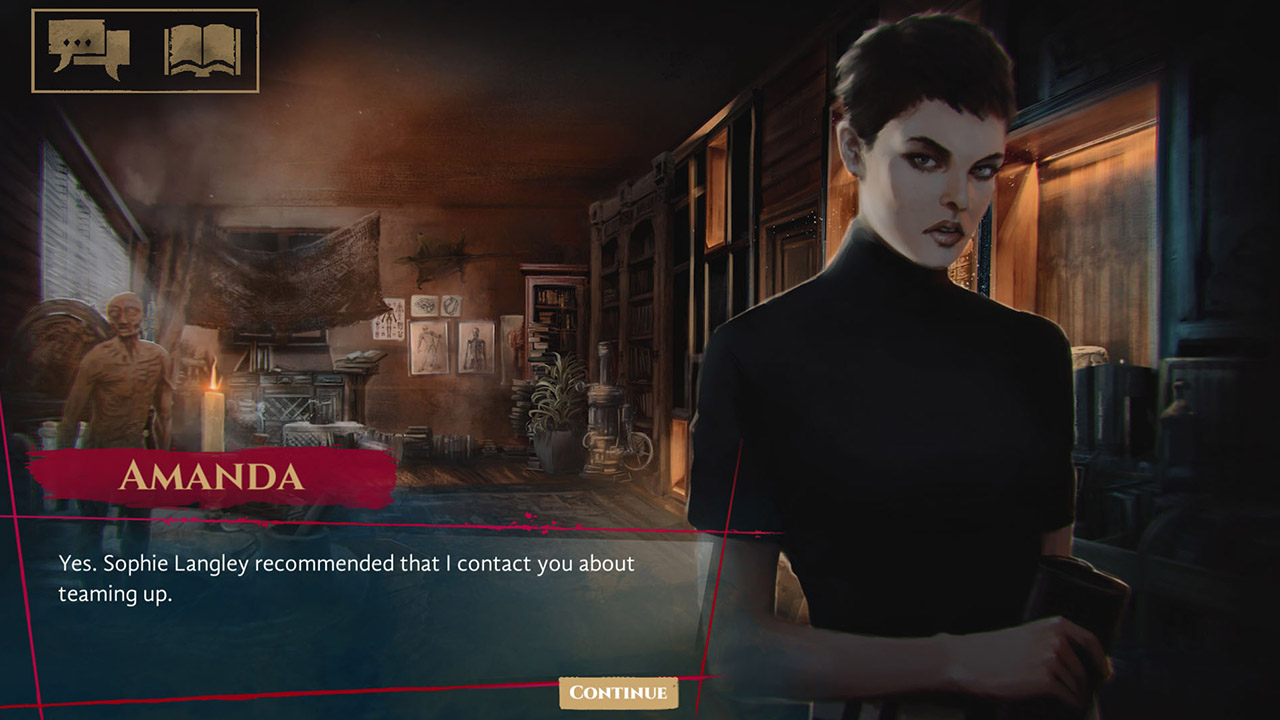 AMANDA
Yes. Sophie Langley recommended that I contact you about
teaming up.
CONTINUE